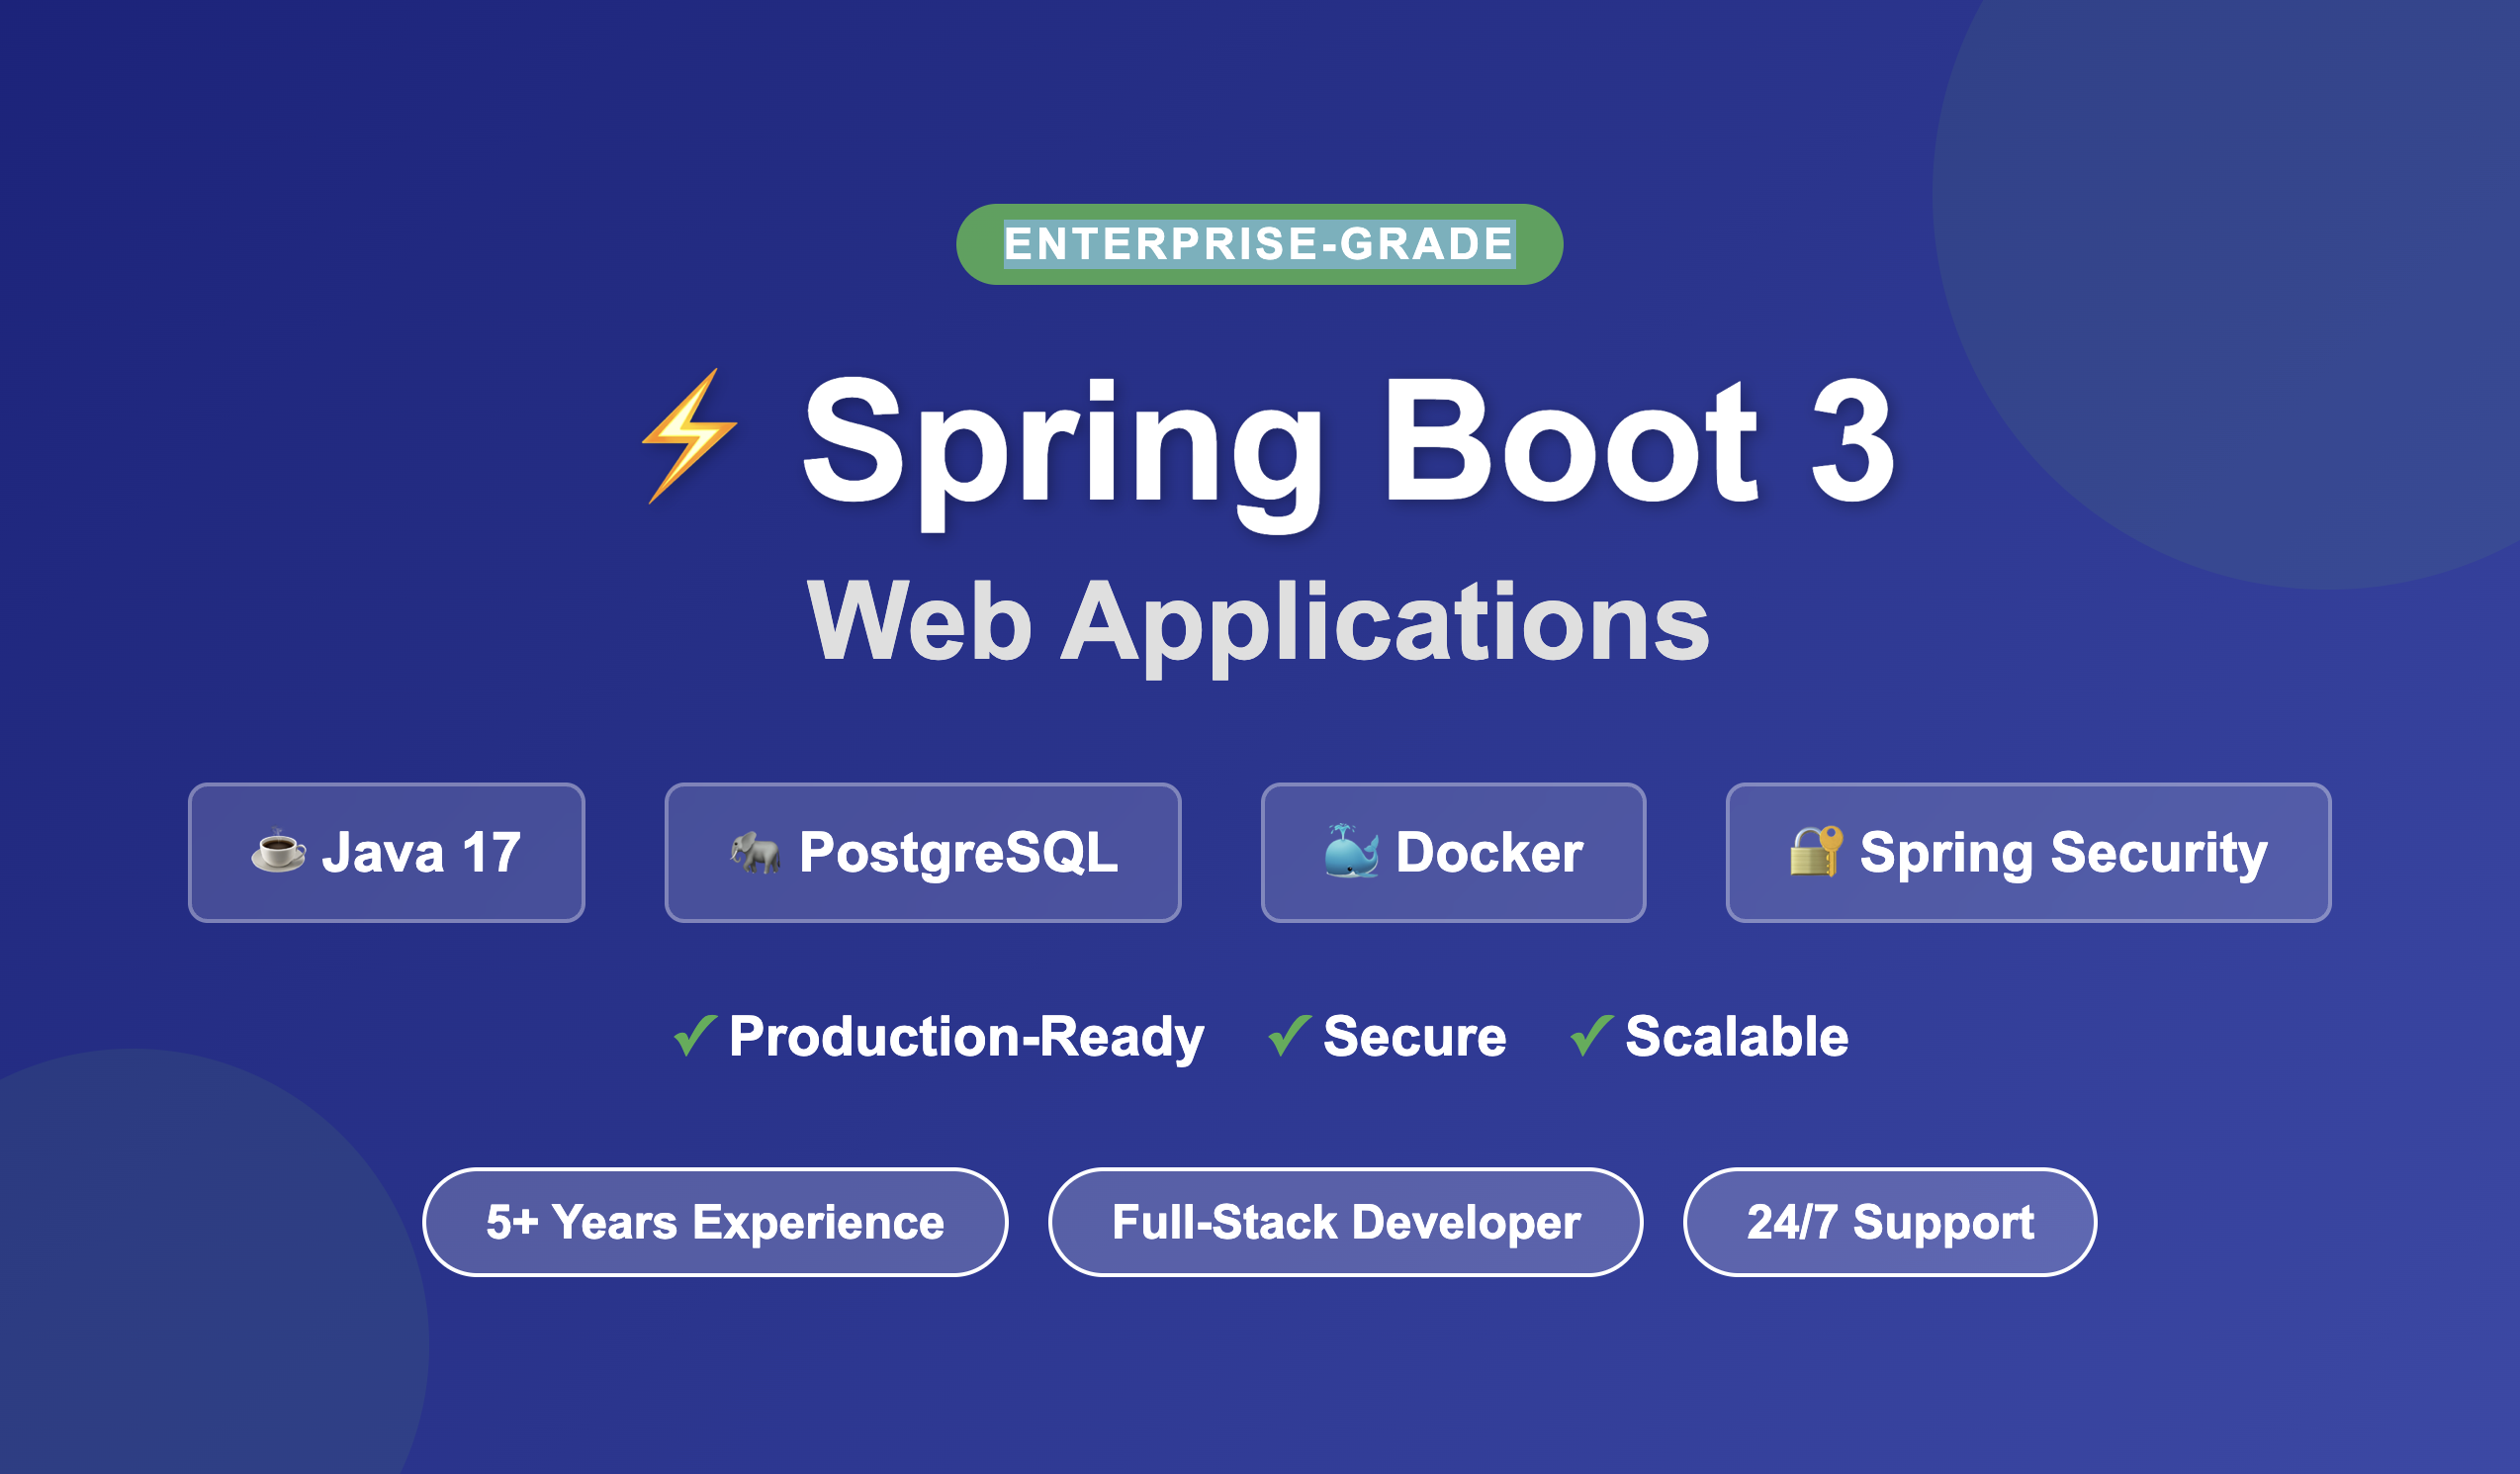 ENTERPRISE-GRADE
⚡ Spring Boot 3
Web Applications
☕ Java 17
🐘 PostgreSQL
🐳 Docker
🔐 Spring Security
✓ Production-Ready ✓ Secure ✓ Scalable
5+ Years Experience
Full-Stack Developer
24/7 Support